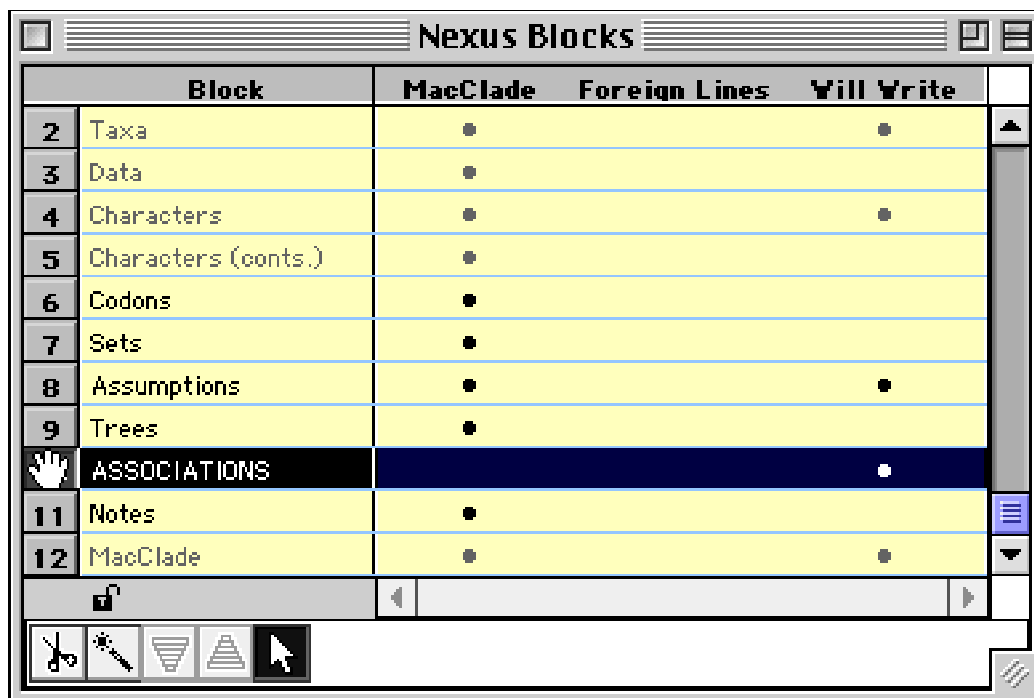 Nexus Blocks
Block MacClade Foreign Lines Will Write
2 Taxa • •
3 Data •
4 Characters • •
5 Characters (conts.) •
6 Codons •
7 Sets •
8 Assumptions • •
9 Trees •
ASSOCIATIONS •
11 Notes •
12 MacClade • •